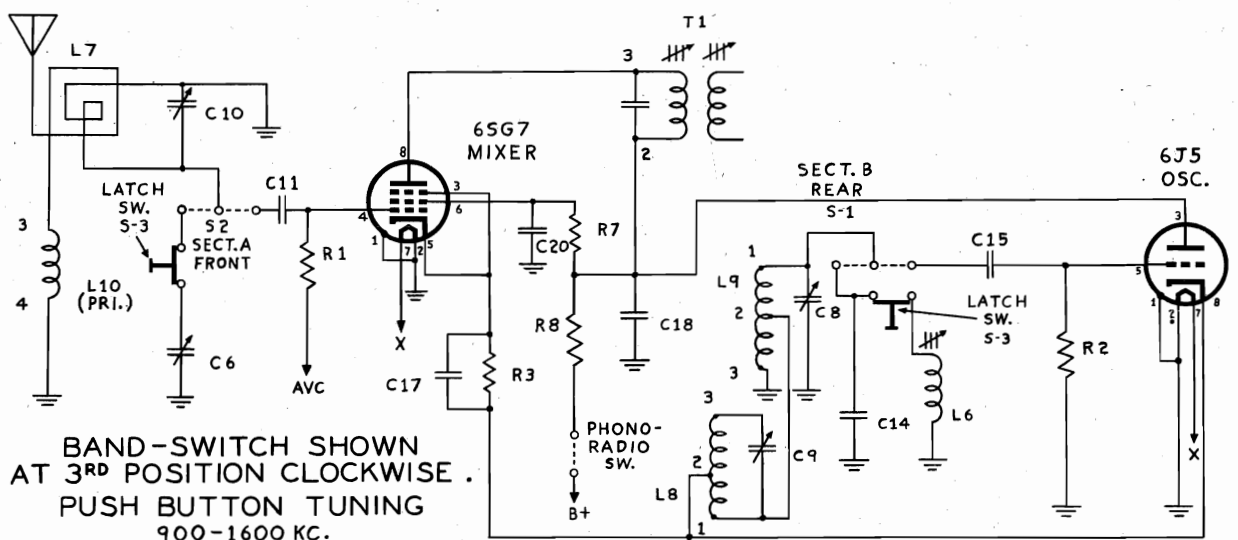 L7
C10
LATCH
SW.
S-3
S2
SECT.A
FRONT
3
4
L10
(PRI.)
C6
C11
R1
AVC
6SG7
MIXER
8
3
6
4
1
7
2
5
X
C20
R7
R8
C18
C17
R3
T1
3
2
PHONO-
RADIO
SW.
B+
SECT. B
REAR
S-1
1
L9
2
3
C8
3
2
L8
1
C9
C14
LATCH
SW.
S-3
L6
C15
R2
6J5
OSC.
3
5
1
2
7
8
X
BAND-SWITCH SHOWN
AT 3RD POSITION CLOCKWISE.
PUSH BUTTON TUNING
900-1600 KC.